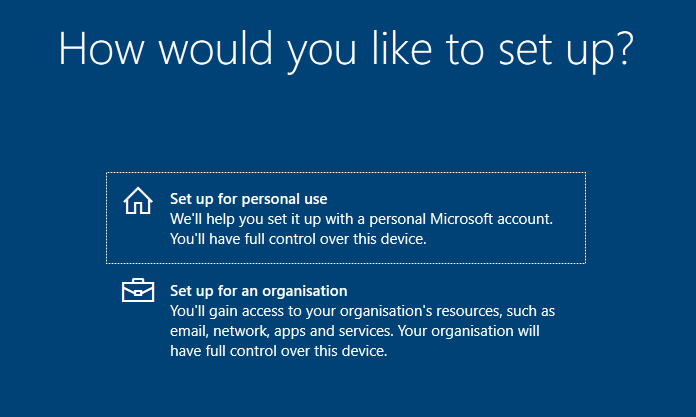 How would you like to set up?
Set up for personal use
We'll help you set it up with a personal Microsoft account.
You'll have full control over this device.
Set up for an organisation
You'll gain access to your organisation's resources, such as
email, network, apps and services. Your organisation will
have full control over this device.